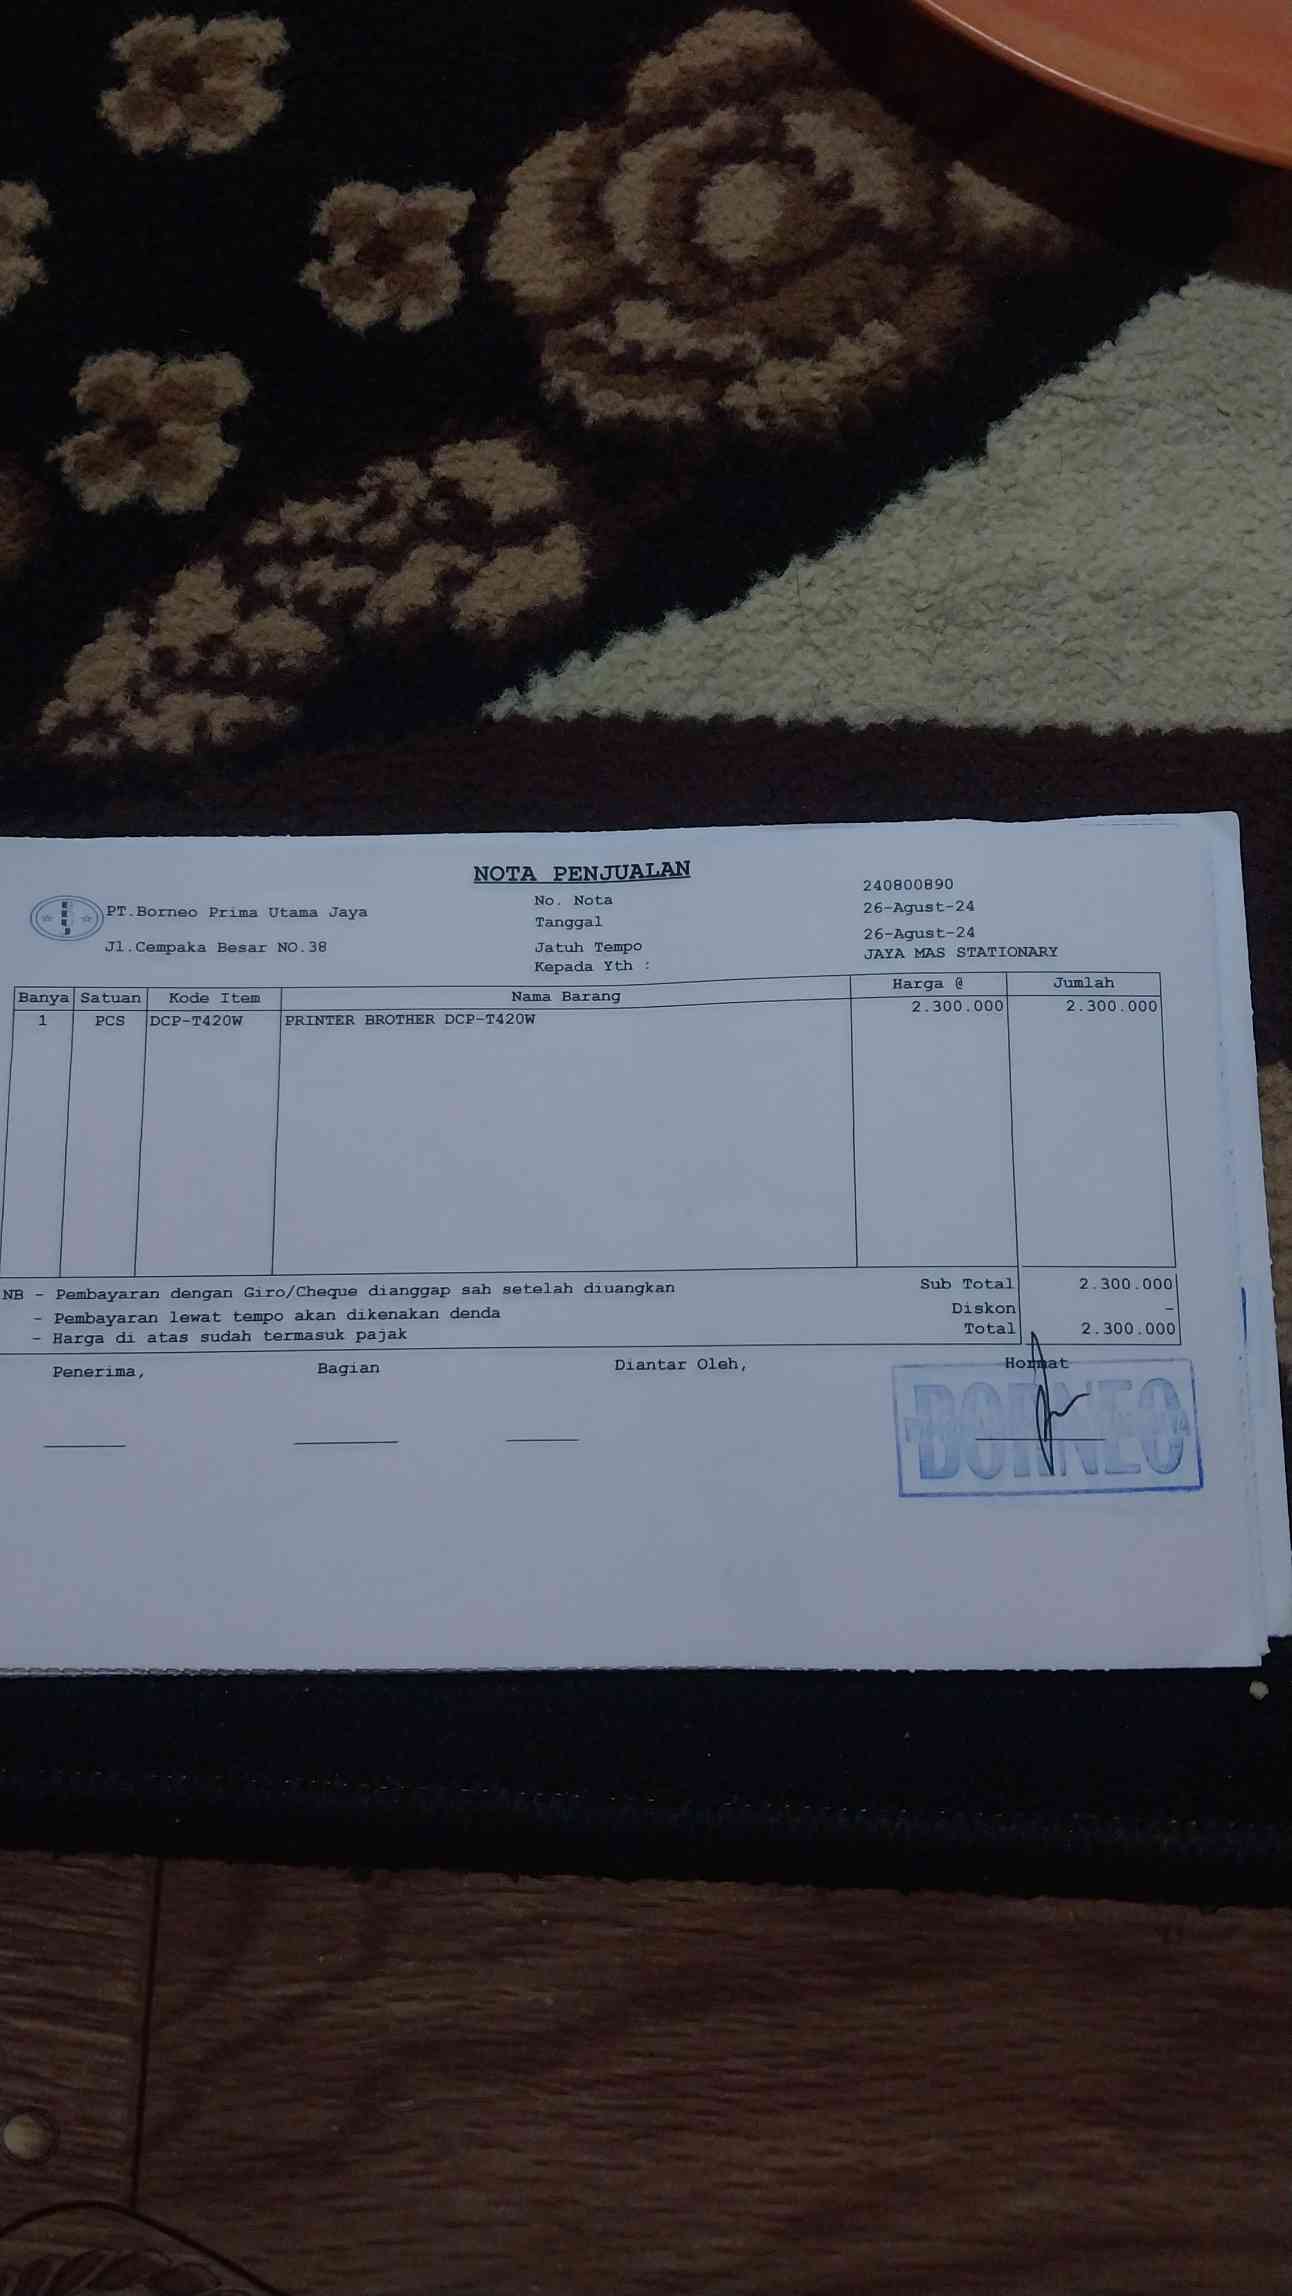 NOTA PENJUALAN
PT.Borneo Prima Utama Jaya
Jl.Cempaka Besar NO.38
No. Nota 240800890
Tanggal 26-Agust-24
Jatuh Tempo 26-Agust-24
Kepada Yth : JAYA MAS STATIONARY
Banya Satuan Kode Item Nama Barang Harga @ Jumlah
1 PCS DCP-T420W PRINTER BROTHER DCP-T420W 2.300.000 2.300.000
NB - Pembayaran dengan Giro/Cheque dianggap sah setelah diuangkan Sub Total 2.300.000
- Pembayaran lewat tempo akan dikenakan denda Diskon -
- Harga di atas sudah termasuk pajak Total 2.300.000
Penerima, Bagian Diantar Oleh, Hormat
BORNEO